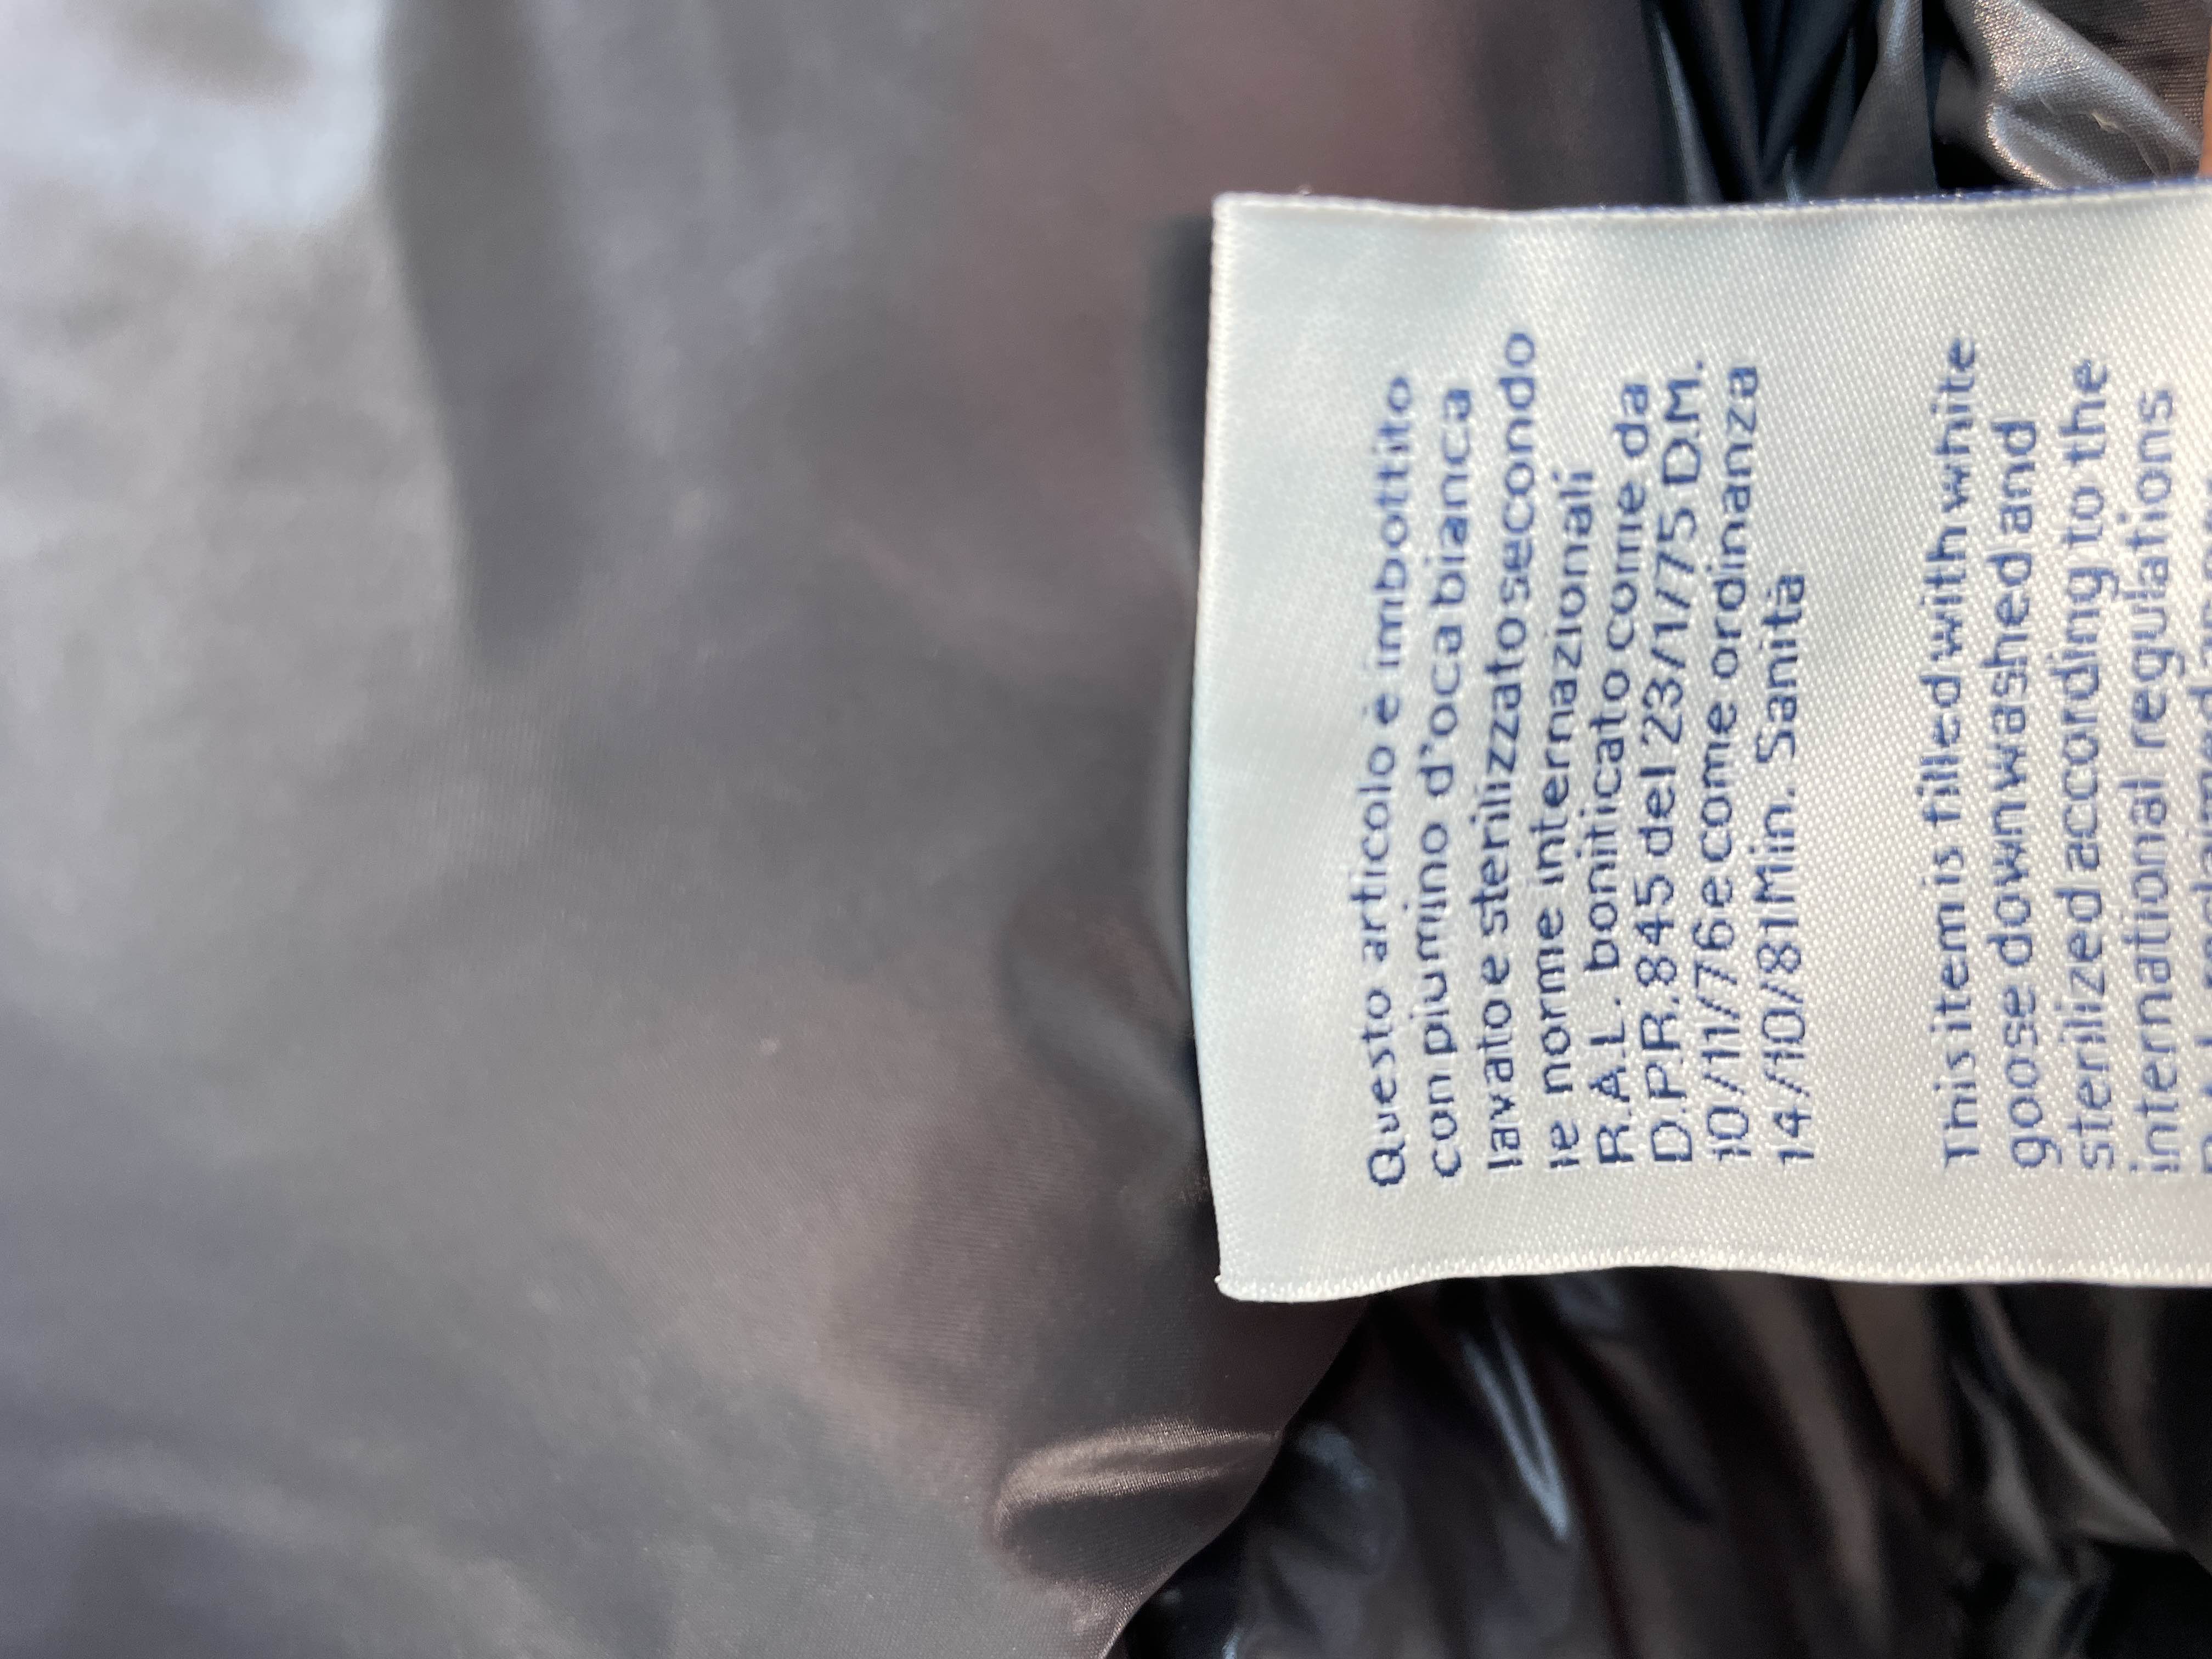 Questo articolo è imbottito
con piumino d'oca bianca
lavato e sterilizzato secondo
le norme internazionali
R.A.L. bonificato come da
D.P.R. 845 del 23/1/75 D.M.
10/11/76 e come ordinanza
14/10/81 Min. Sanità
This item is filled with white
goose down washed and
sterilized according to the
international regulations